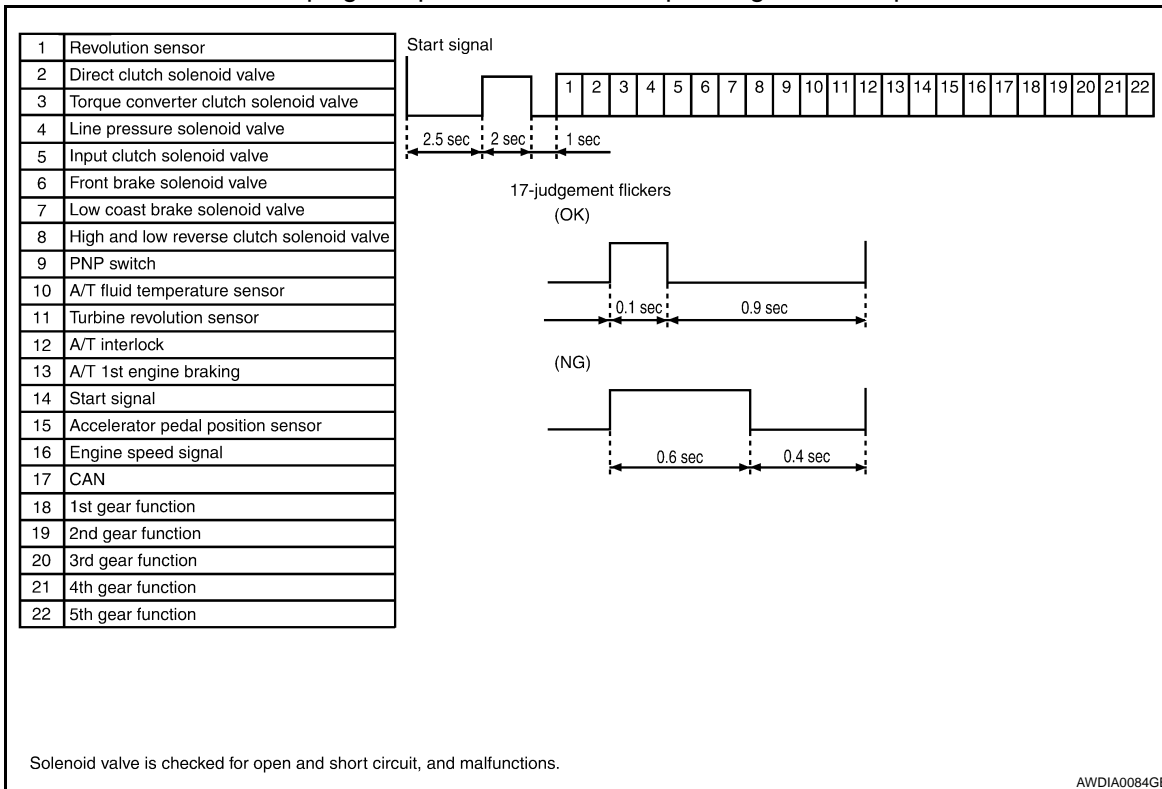 1 Revolution sensor
2 Direct clutch solenoid valve
3 Torque converter clutch solenoid valve
4 Line pressure solenoid valve
5 Input clutch solenoid valve
6 Front brake solenoid valve
7 Low coast brake solenoid valve
8 High and low reverse clutch solenoid valve
9 PNP switch
10 A/T fluid temperature sensor
11 Turbine revolution sensor
12 A/T interlock
13 A/T 1st engine braking
14 Start signal
15 Accelerator pedal position sensor
16 Engine speed signal
17 CAN
18 1st gear function
19 2nd gear function
20 3rd gear function
21 4th gear function
22 5th gear function
Start signal
1 2 3 4 5 6 7 8 9 10 11 12 13 14 15 16 17 18 19 20 21 22
2.5 sec 2 sec 1 sec
17-judgement flickers
(OK)
0.1 sec 0.9 sec
(NG)
0.6 sec 0.4 sec
Solenoid valve is checked for open and short circuit, and malfunctions.